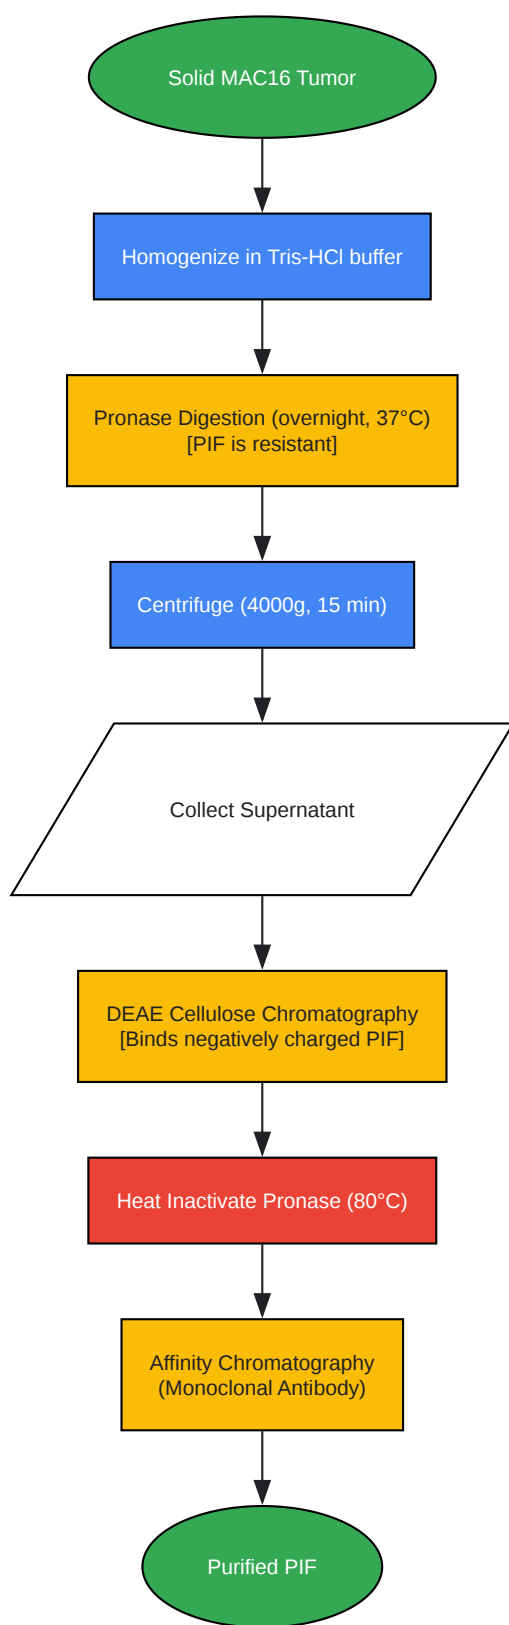 Solid MAC16 Tumor
Homogenize in Tris-HCl buffer
Pronase Digestion (overnight, 37°C)
[PIF is resistant]
Centrifuge (4000g, 15 min)
Collect Supernatant
DEAE Cellulose Chromatography
[Binds negatively charged PIF]
Heat Inactivate Pronase (80°C)
Affinity Chromatography
(Monoclonal Antibody)
Purified PIF